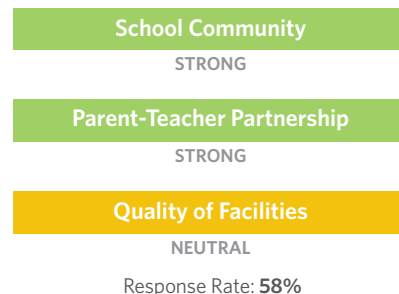 School Community
STRONG
Parent-Teacher Partnership
STRONG
Quality of Facilities
NEUTRAL
Response Rate: 58%